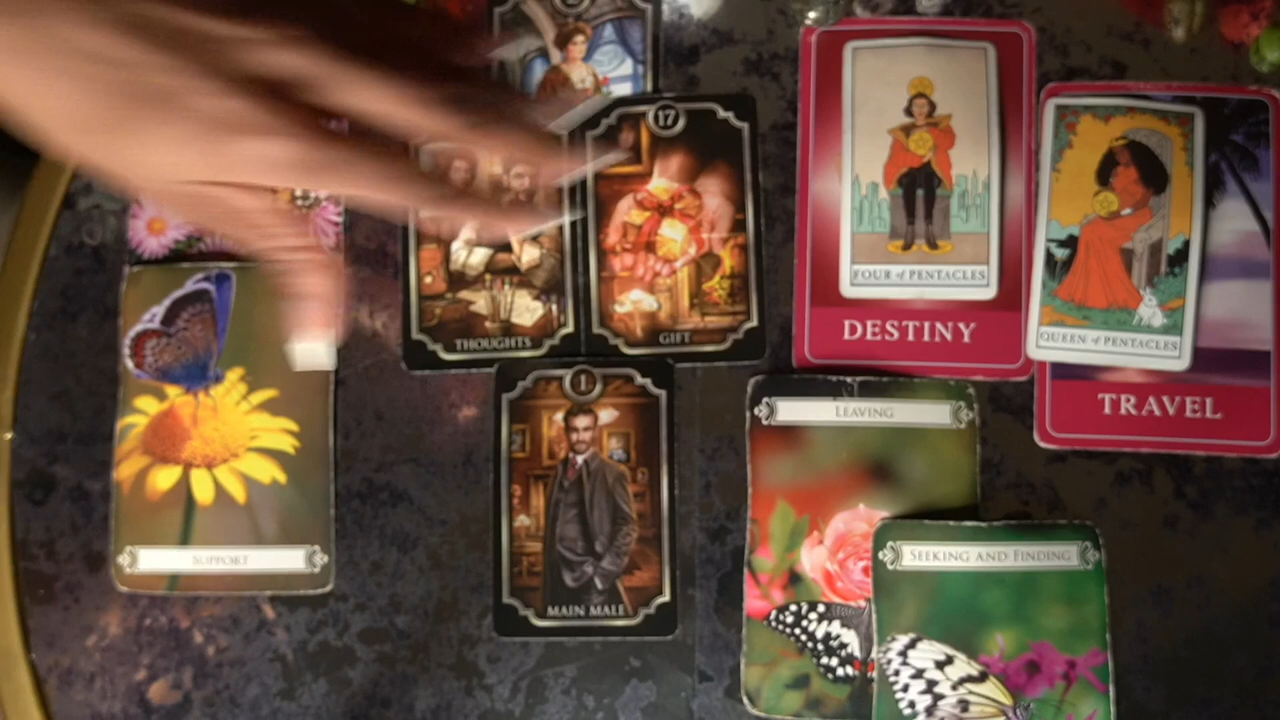 17
THOUGHTS
GIFT
FOUR of PENTACLES
DESTINY
QUEEN of PENTACLES
TRAVEL
1
MAIN MALE
LEAVING
SEEKING AND FINDING
SUPPORT